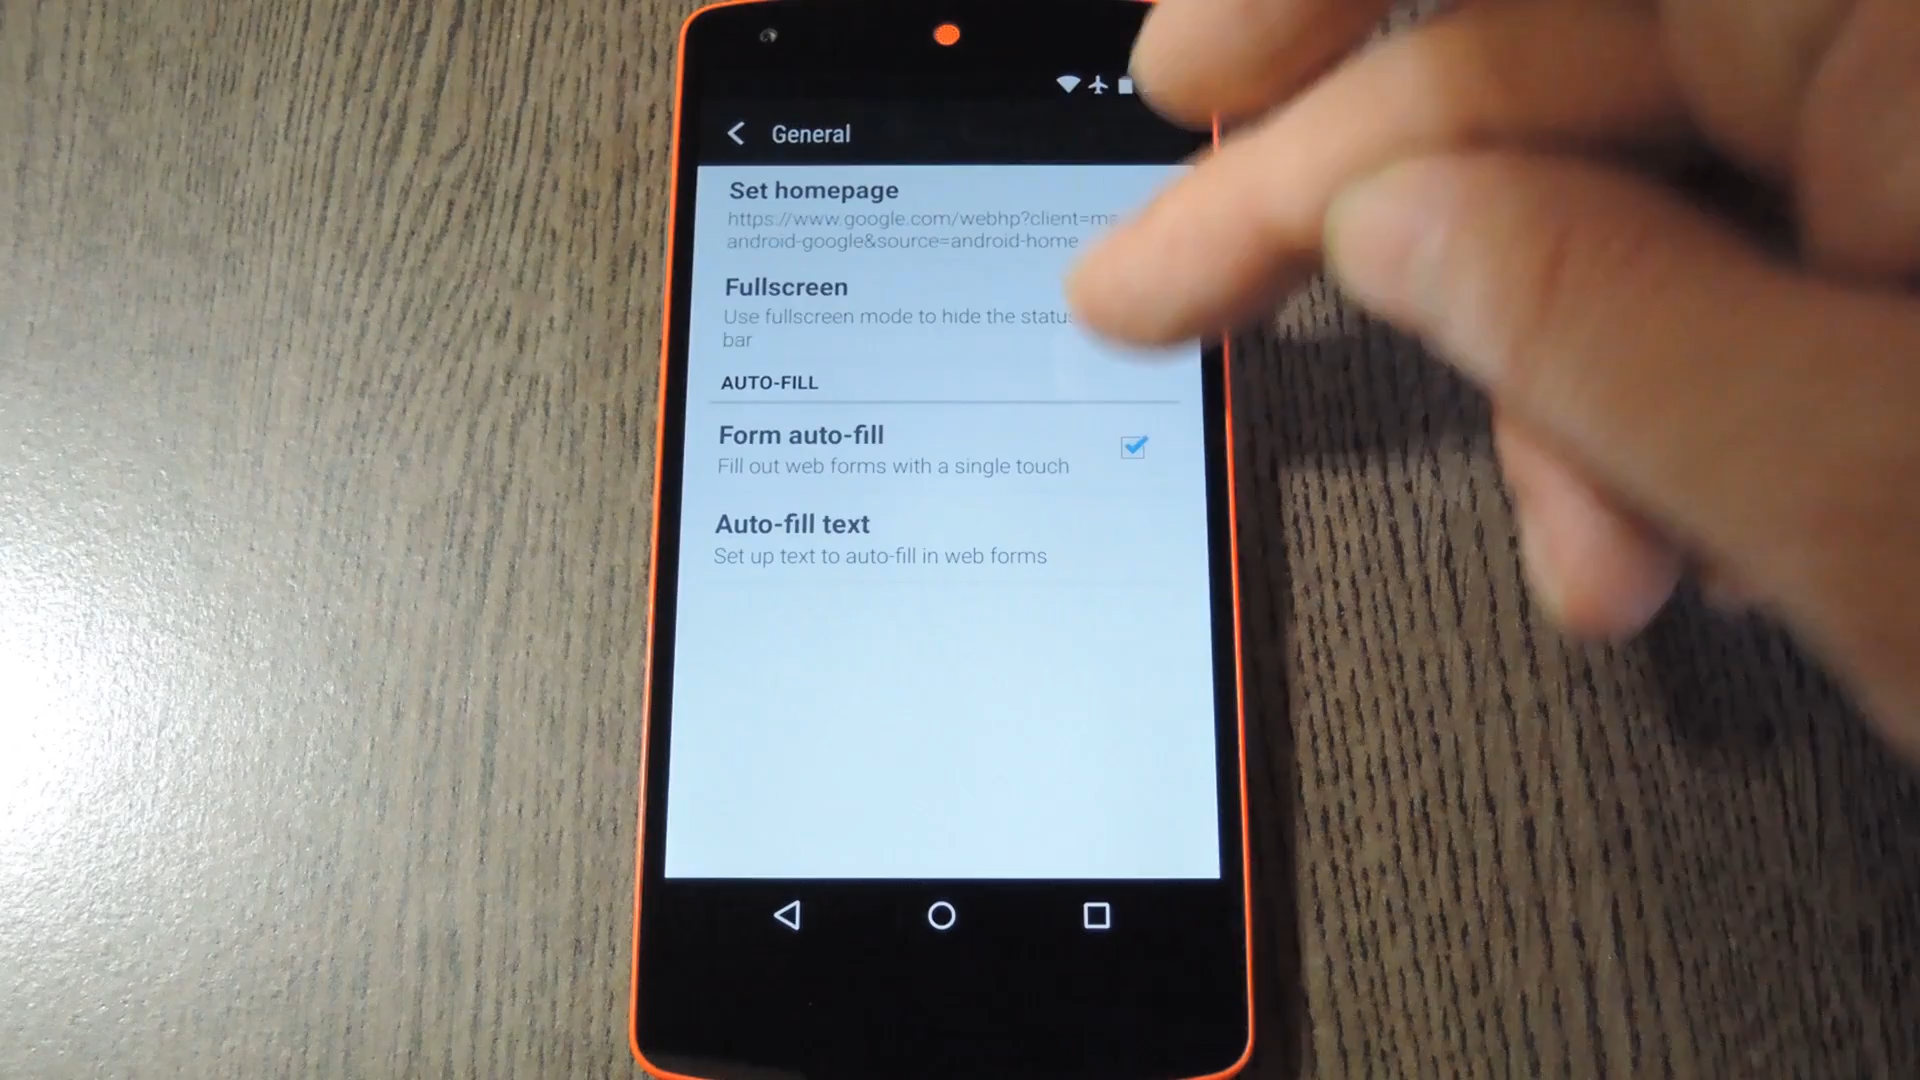 General
Set homepage
https://www.google.com/webhp?client=ms
android-google&source=android-home
Fullscreen
Use fullscreen mode to hide the status
bar
AUTO-FILL
Form auto-fill
Fill out web forms with a single touch
Auto-fill text
Set up text to auto-fill in web forms